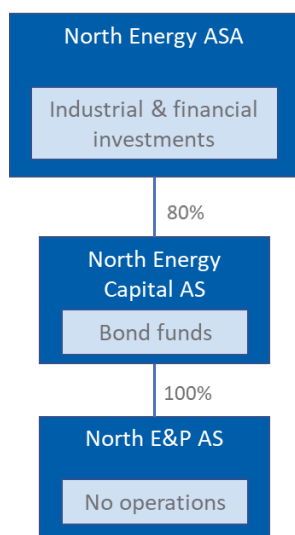 North Energy ASA
Industrial & financial
investments
80%
North Energy
Capital AS
Bond funds
100%
North E&P AS
No operations